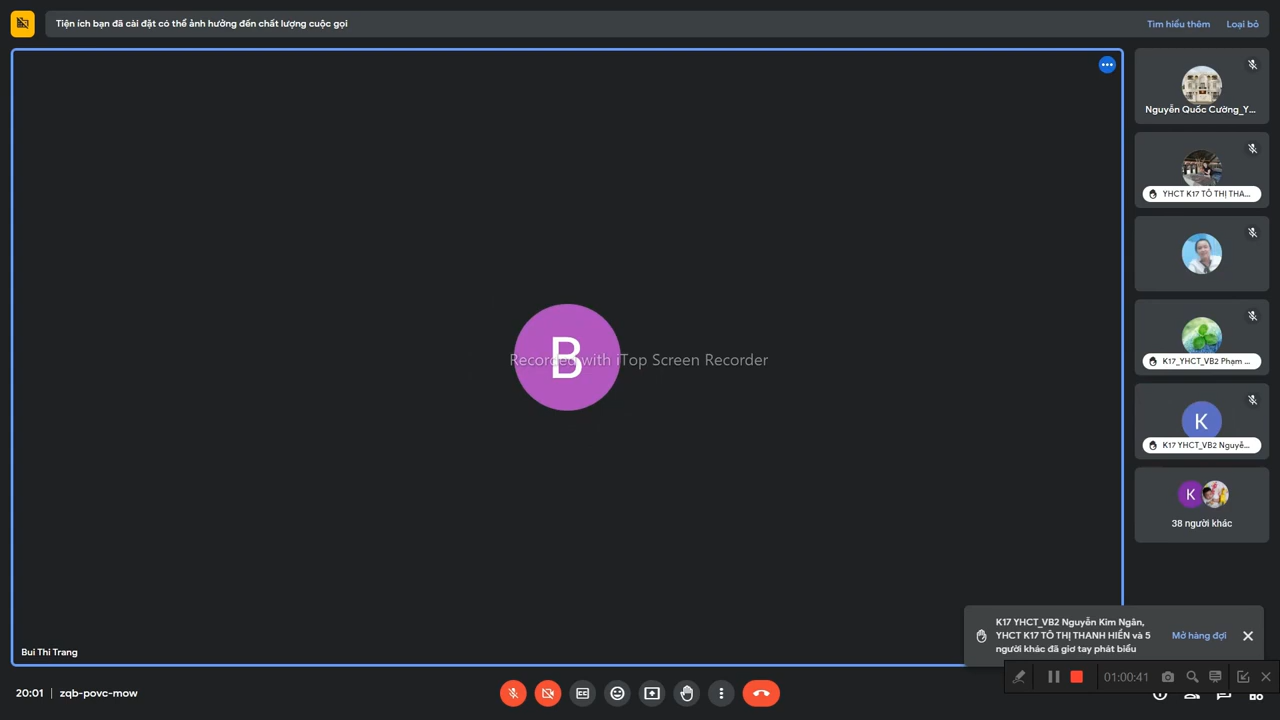 Tiện ích bạn đã cài đặt có thể ảnh hưởng đến chất lượng cuộc gọi
Tìm hiểu thêm
Loại bỏ
Nguyễn Quốc Cường_Y...
YHCT K17 TÔ THỊ THA...
K17_YHCT_VB2 Phạm ...
K
K17 YHCT_VB2 Nguyễ...
K
38 người khác
B
Recorded with iTop Screen Recorder
Bui Thi Trang
K17 YHCT_VB2 Nguyễn Kim Ngân,
YHCT K17 TÔ THỊ THANH HIỀN và 5
người khác đã giơ tay phát biểu
Mở hàng đợi
20:01 | zqb-povc-mow
01:00:41